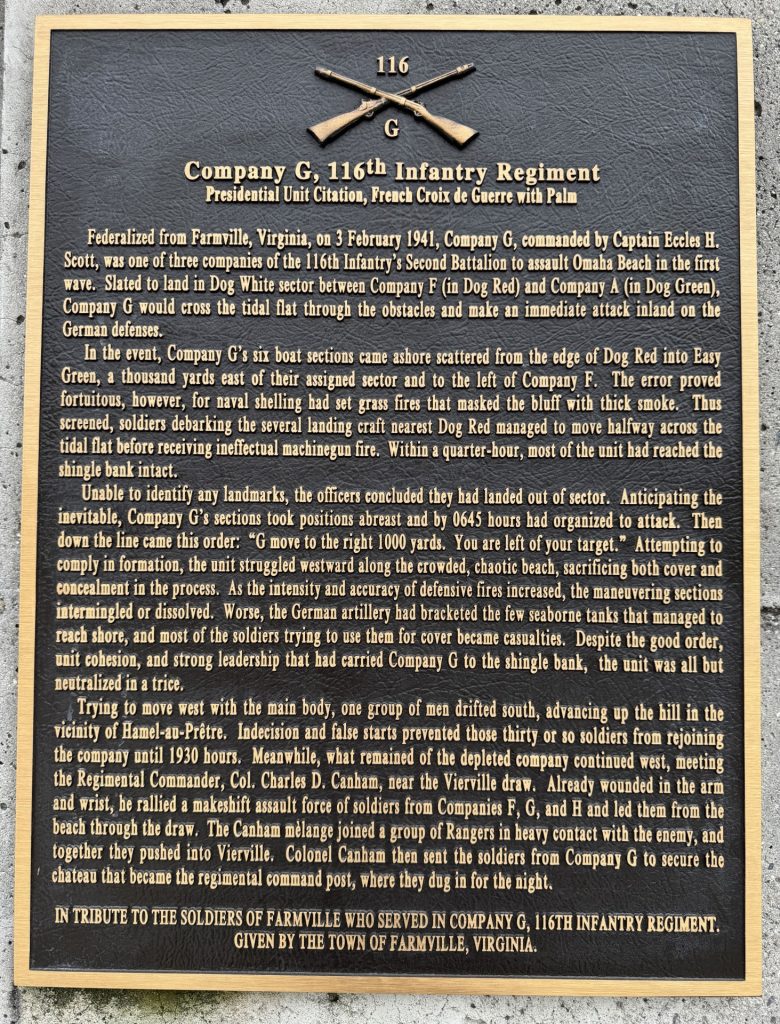 116
G
Company G, 116th Infantry Regiment
Presidential Unit Citation, French Croix de Guerre with Palm
Federalized from Farmville, Virginia, on 3 February 1941, Company G, commanded by Captain Eccles H.
Scott, was one of three companies of the 116th Infantry's Second Battalion to assault Omaha Beach in the first
wave. Slated to land in Dog White sector between Company F (in Dog Red) and Company A (in Dog Green),
Company G would cross the tidal flat through the obstacles and make an immediate attack inland on the
German defenses.
In the event, Company G's six boat sections came ashore scattered from the edge of Dog Red into Easy
Green, a thousand yards east of their assigned sector and to the left of Company F. The error proved
fortuitous, however, for naval shelling had set grass fires that masked the bluff with thick smoke. Thus
screened, soldiers debarking the several landing craft nearest Dog Red managed to move halfway across the
tidal flat before receiving ineffectual machinegun fire. Within a quarter-hour, most of the unit had reached the
shingle bank intact.
Unable to identify any landmarks, the officers concluded they had landed out of sector. Anticipating the
inevitable, Company G's sections took positions abreast and by 0645 hours had organized to attack. Then
down the line came this order: "G move to the right 1000 yards. You are left of your target." Attempting to
comply in formation, the unit struggled westward along the crowded, chaotic beach, sacrificing both cover and
concealment in the process. As the intensity and accuracy of defensive fires increased, the maneuvering sections
intermingled or dissolved. Worse, the German artillery had bracketed the few seaborne tanks that managed to
reach shore, and most of the soldiers trying to use them for cover became casualties. Despite the good order,
unit cohesion, and strong leadership that had carried Company G to the shingle bank, the unit was all but
neutralized in a trice.
Trying to move west with the main body, one group of men drifted south, advancing up the hill in the
vicinity of Hamel-au-Prêtre. Indecision and false starts prevented those thirty or so soldiers from rejoining
the company until 1930 hours. Meanwhile, what remained of the depleted company continued west, meeting
the Regimental Commander, Col. Charles D. Canham, near the Vierville draw. Already wounded in the arm
and wrist, he rallied a makeshift assault force of soldiers from Companies F, G, and H and led them from the
beach through the draw. The Canham mèlange joined a group of Rangers in heavy contact with the enemy, and
together they pushed into Vierville. Colonel Canham then sent the soldiers from Company G to secure the
chateau that became the regimental command post, where they dug in for the night.
IN TRIBUTE TO THE SOLDIERS OF FARMVILLE WHO SERVED IN COMPANY G, 116TH INFANTRY REGIMENT.
GIVEN BY THE TOWN OF FARMVILLE, VIRGINIA.